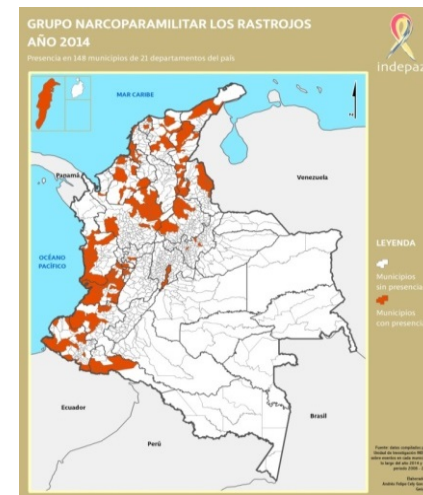 GRUPO NARCOPARAMILITAR LOS RASTROJOS
AÑO 2014
Presencia en 148 municipios de 21 departamentos del país
indepaz
MAR CARIBE
Panamá
Venezuela
OCÉANO
PACÍFICO
LEYENDA
Municipios
sin presencia
Municipios
con presencia
Ecuador
Brasil
Perú